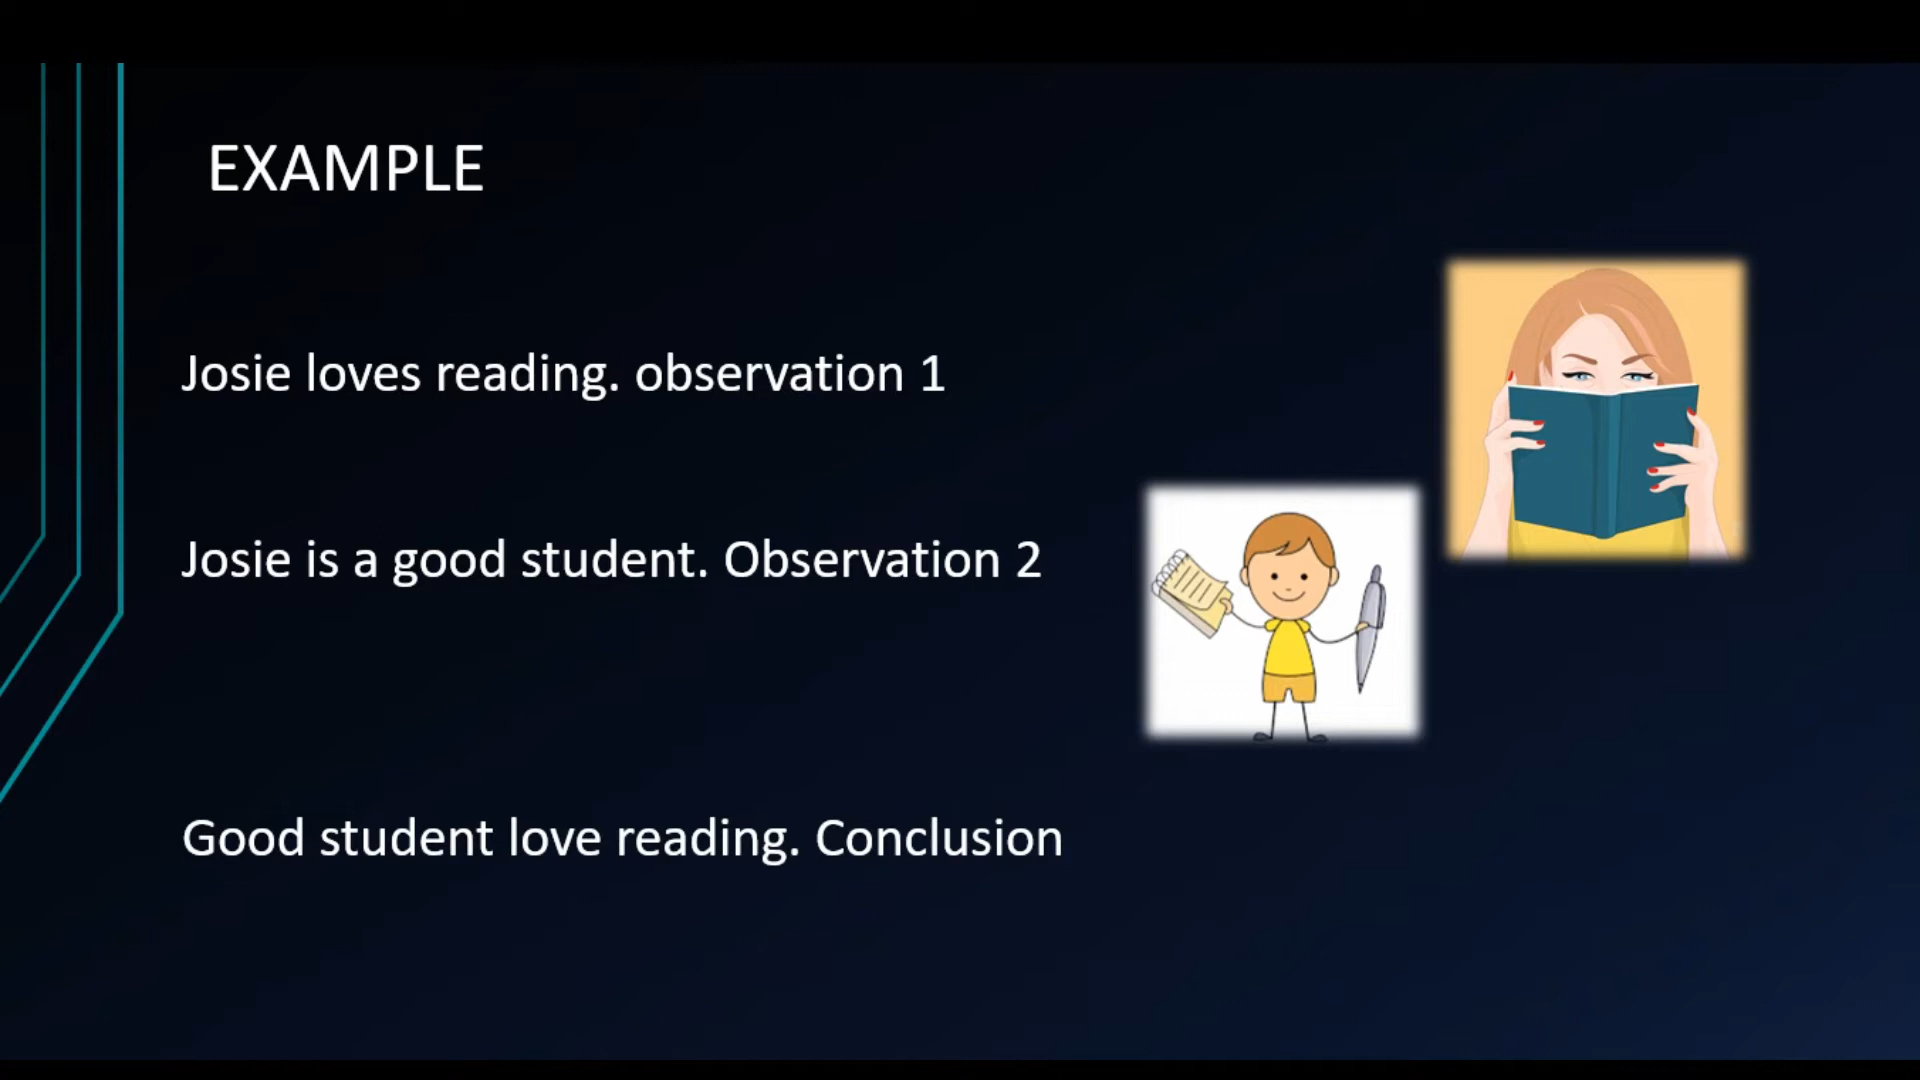 EXAMPLE
Josie loves reading. observation 1
Josie is a good student. Observation 2
Good student love reading. Conclusion